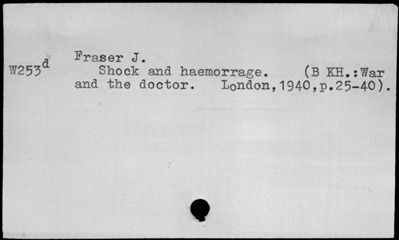 Fraser J.
W253d Shock and haemorrage. (B KH.:War
and the doctor. London,1940,p.25-40).